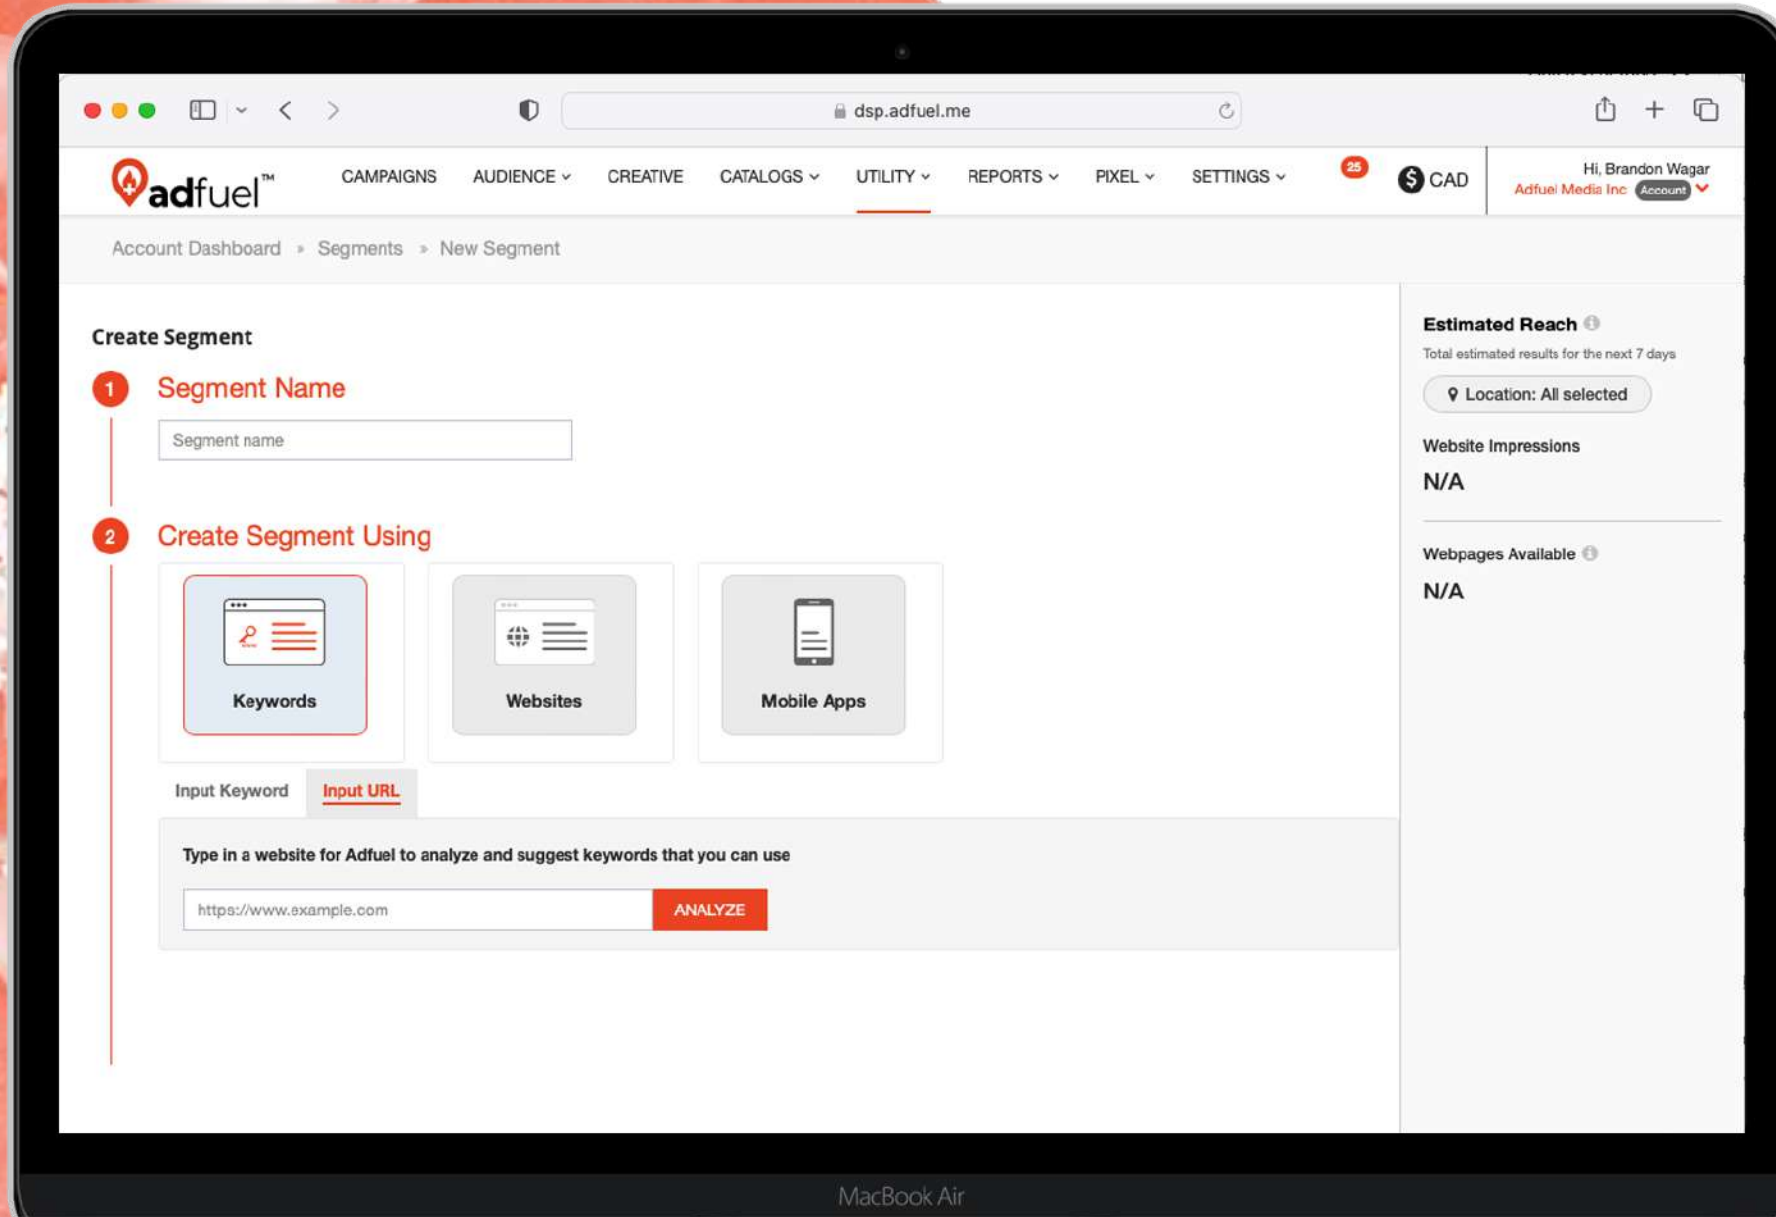 dsp.adfuel.me
adfuel™
CAMPAIGNS
AUDIENCE
CREATIVE
CATALOGS
UTILITY
REPORTS
PIXEL
SETTINGS
25
$ CAD
Hi, Brandon Wagar
Adfuel Media Inc Account
Account Dashboard » Segments » New Segment
Create Segment
1 Segment Name
Segment name
2 Create Segment Using
Keywords
Websites
Mobile Apps
Input Keyword
Input URL
Type in a website for Adfuel to analyze and suggest keywords that you can use
https://www.example.com
ANALYZE
Estimated Reach
Total estimated results for the next 7 days
Location: All selected
Website Impressions
N/A
Webpages Available
N/A
MacBook Air